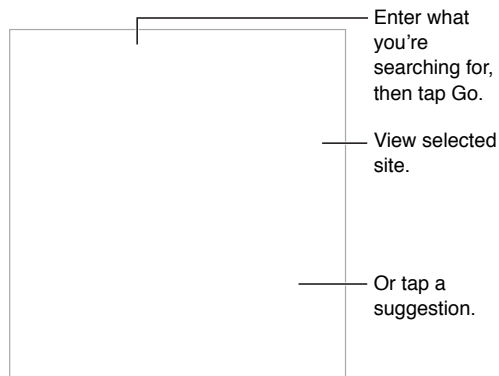 Enter what
you’re
searching for,
then tap Go.
View selected
site.
Or tap a
suggestion.